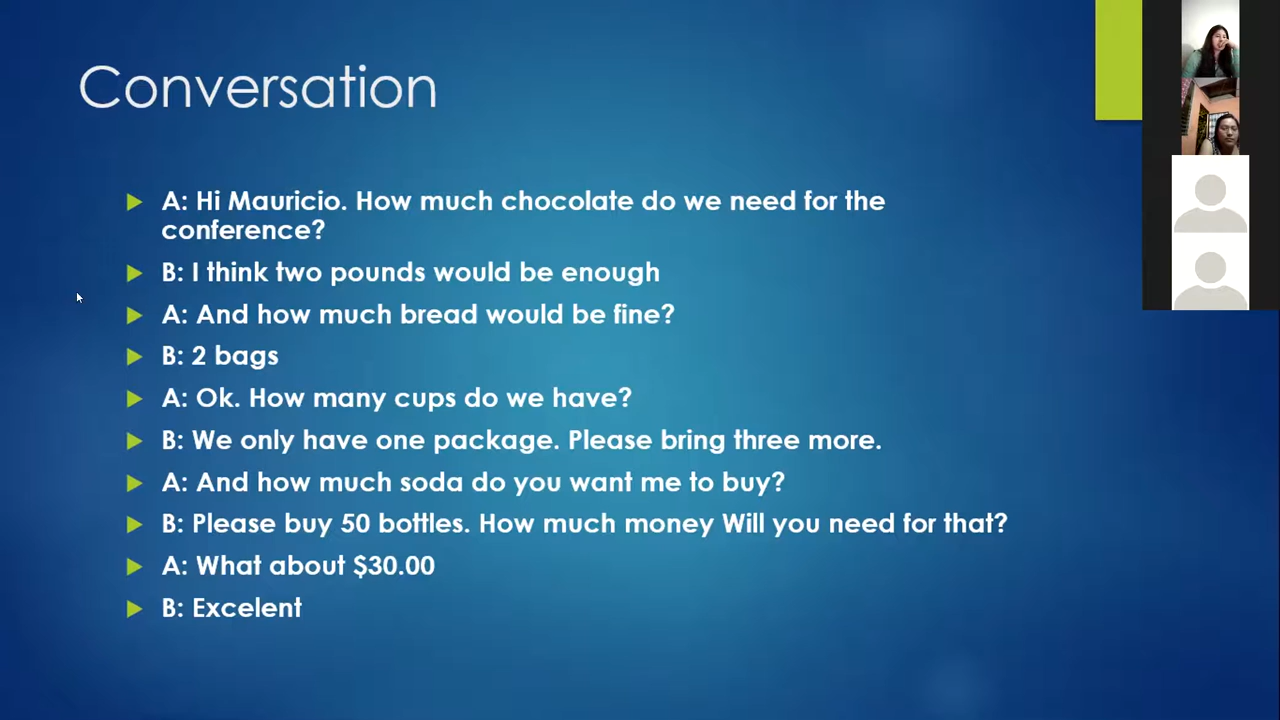 Conversation
A: Hi Mauricio. How much chocolate do we need for the
conference?
B: I think two pounds would be enough
A: And how much bread would be fine?
B: 2 bags
A: Ok. How many cups do we have?
B: We only have one package. Please bring three more.
A: And how much soda do you want me to buy?
B: Please buy 50 bottles. How much money Will you need for that?
A: What about $30.00
B: Excelent